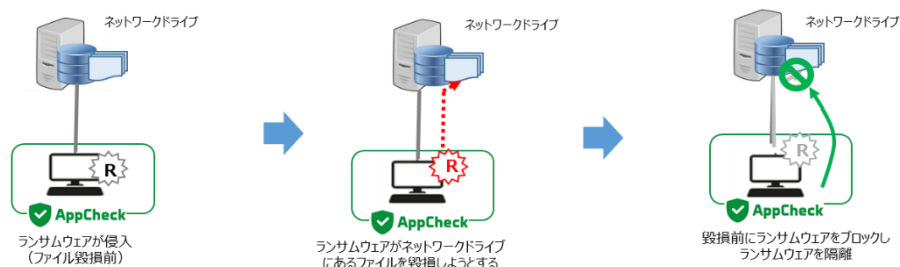 ネットワークドライブ
R
AppCheck
ランサムウェアが侵入
（ファイル毀損前）
ネットワークドライブ
R
AppCheck
ランサムウェアがネットワークドライブ
にあるファイルを毀損しようとする
ネットワークドライブ
R
AppCheck
毀損前にランサムウェアをブロックし
ランサムウェアを隔離